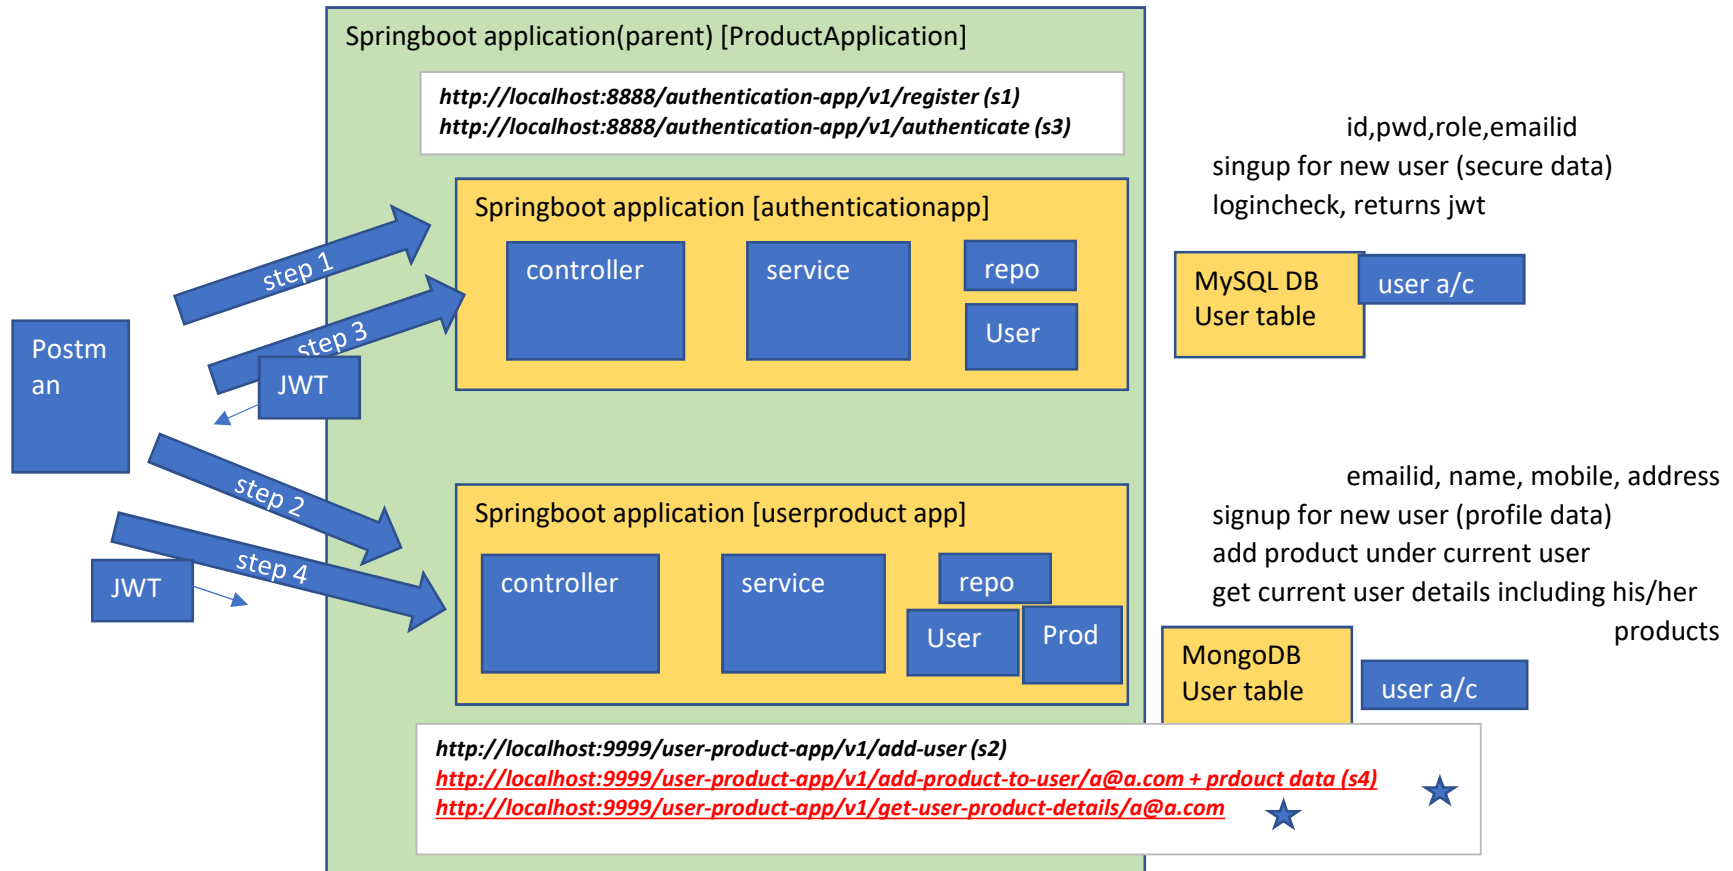 Springboot application(parent) [ProductApplication]
http://localhost:8888/authentication-app/v1/register (s1)
http://localhost:8888/authentication-app/v1/authenticate (s3)
id,pwd,role,emailid
singup for new user (secure data)
logincheck, returns jwt
Springboot application [authenticationapp]
controller
service
repo
User
MySQL DB
User table
user a/c
step 1
step 3
JWT
Postm
an
step 2
step 4
JWT
emailid, name, mobile, address
signup for new user (profile data)
add product under current user
get current user details including his/her
products
Springboot application [userproduct app]
controller
service
repo
User
Prod
MongoDB
User table
user a/c
http://localhost:9999/user-product-app/v1/add-user (s2)
http://localhost:9999/user-product-app/v1/add-product-to-user/a@a.com + prdouct data (s4)
http://localhost:9999/user-product-app/v1/get-user-product-details/a@a.com